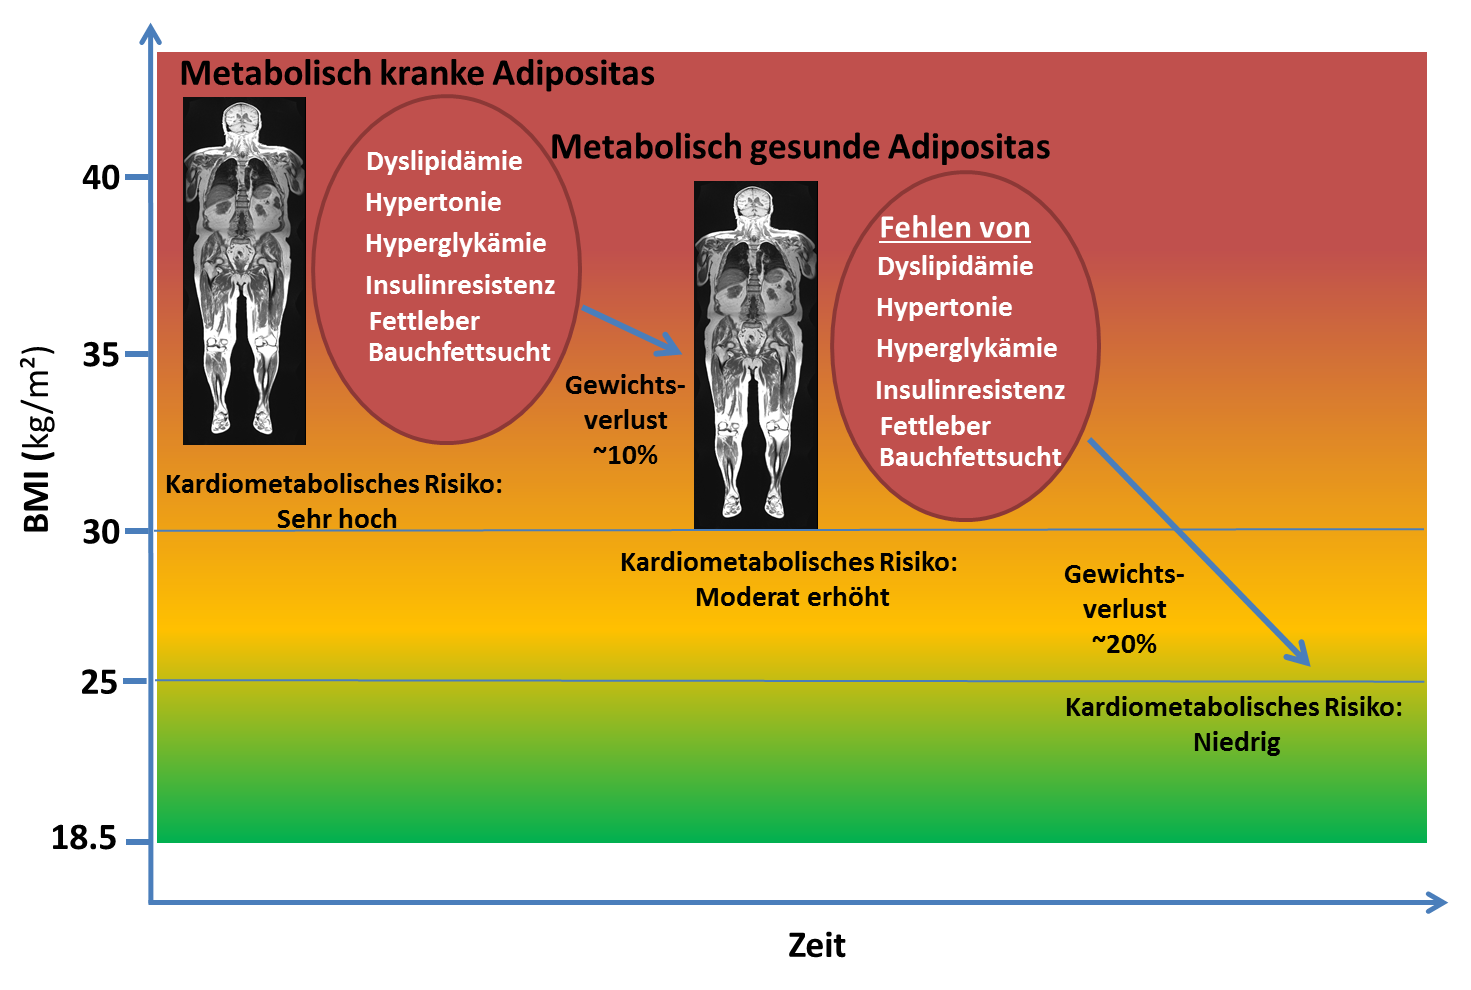 Metabolisch kranke Adipositas
Dyslipidämie
Hypertonie
Hyperglykämie
Insulinresistenz
Fettleber
Bauchfettsucht
Kardiometabolisches Risiko:
Sehr hoch
Gewichts-
verlust
~10%
Metabolisch gesunde Adipositas
Fehlen von
Dyslipidämie
Hypertonie
Hyperglykämie
Insulinresistenz
Fettleber
Bauchfettsucht
Kardiometabolisches Risiko:
Moderat erhöht
Gewichts-
verlust
~20%
Kardiometabolisches Risiko:
Niedrig
BMI (kg/m²)
40
35
30
25
18.5
Zeit